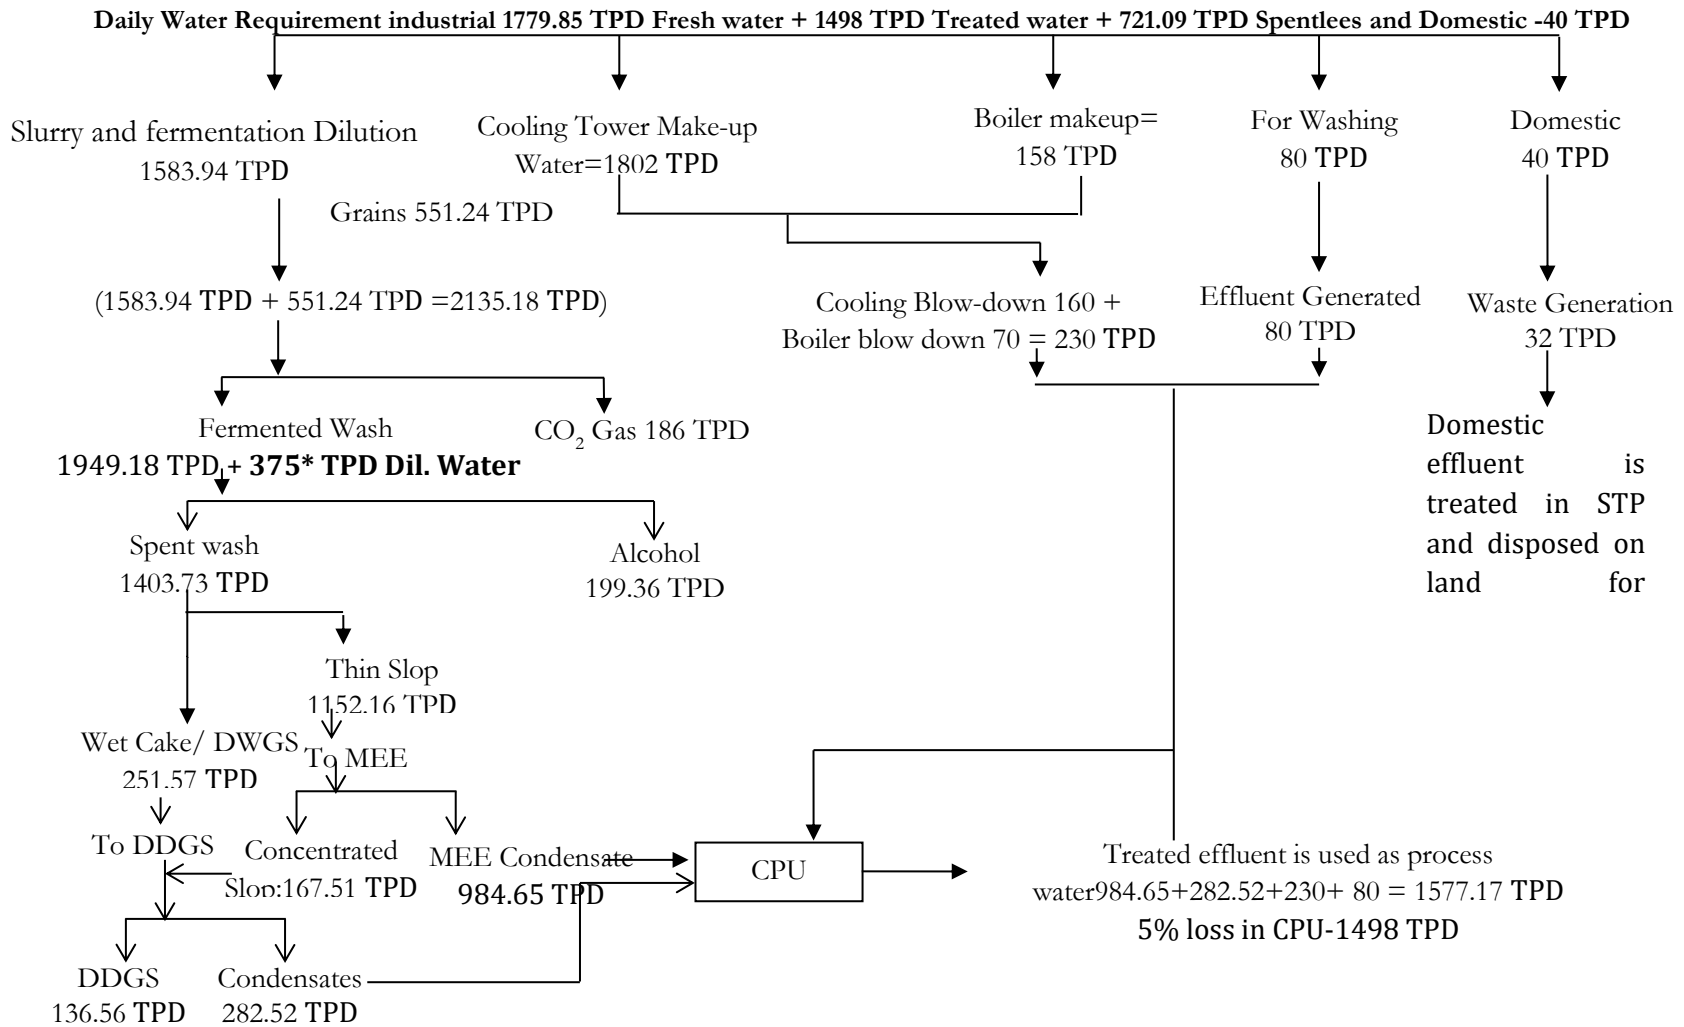 Daily Water Requirement industrial 1779.85 TPD Fresh water + 1498 TPD Treated water + 721.09 TPD Spentlees and Domestic -40 TPD
Slurry and fermentation Dilution
1583.94 TPD
Cooling Tower Make-up
Water=1802 TPD
Boiler makeup=
158 TPD
For Washing
80 TPD
Domestic
40 TPD
Grains 551.24 TPD
(1583.94 TPD + 551.24 TPD =2135.18 TPD)
Cooling Blow-down 160 +
Boiler blow down 70 = 230 TPD
Effluent Generated
80 TPD
Waste Generation
32 TPD
Fermented Wash
1949.18 TPD + 375* TPD Dil. Water
CO2 Gas 186 TPD
Domestic
effluent is
treated in STP
and disposed on
land for
Spent wash
1403.73 TPD
Alcohol
199.36 TPD
Thin Slop
1152.16 TPD
Wet Cake/ DWGS
251.57 TPD
To MEE
To DDGS
Concentrated
Slop:167.51 TPD
MEE Condensate
984.65 TPD
CPU
Treated effluent is used as process
water984.65+282.52+230+ 80 = 1577.17 TPD
5% loss in CPU-1498 TPD
DDGS
136.56 TPD
Condensates
282.52 TPD